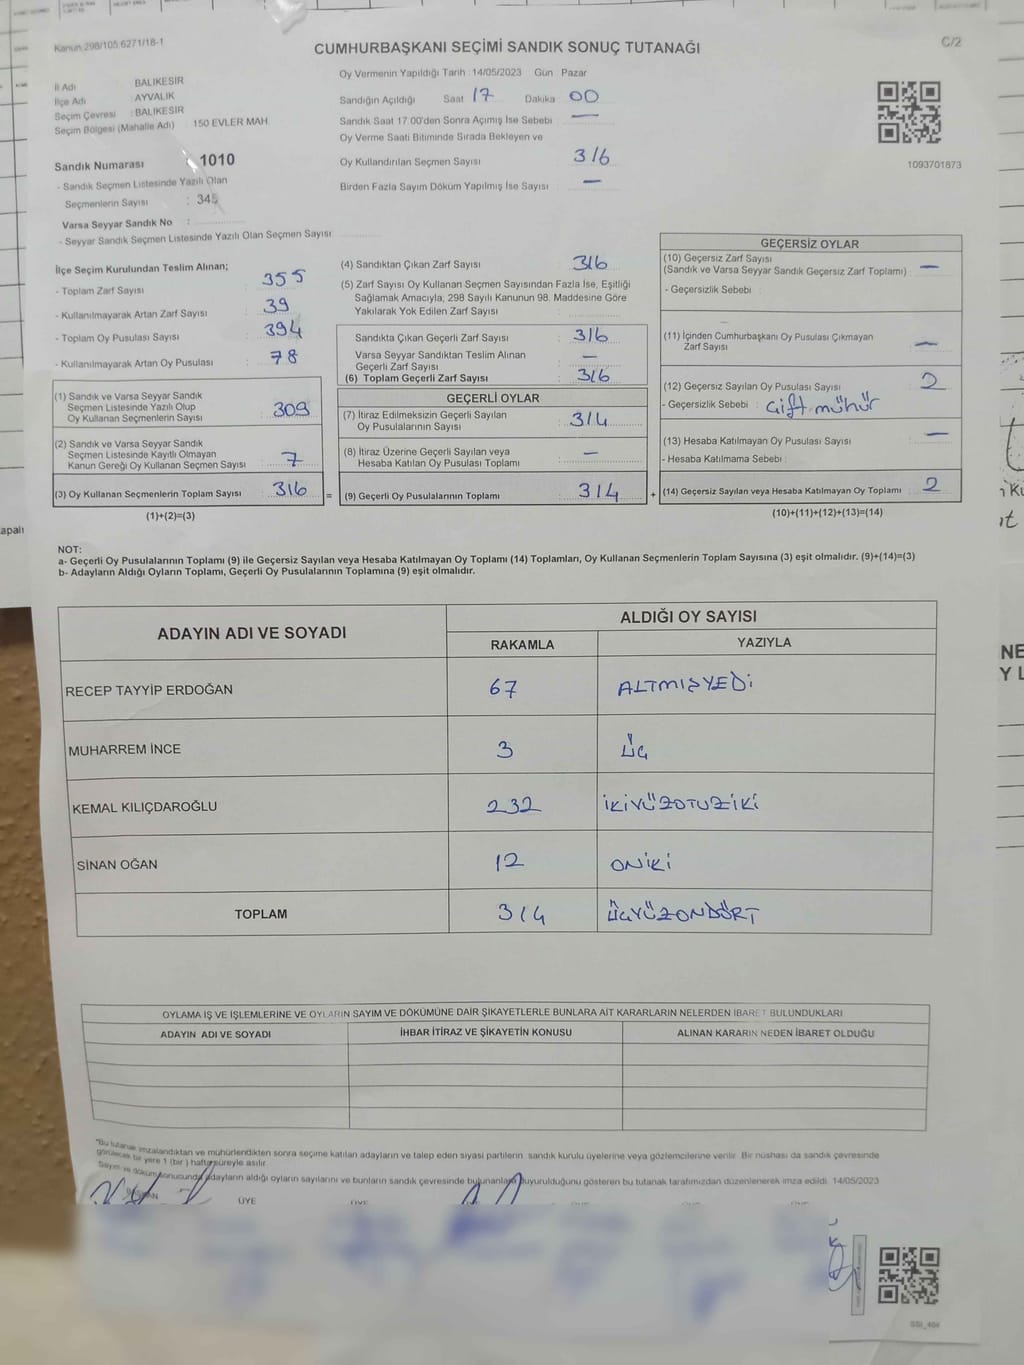 Kanun:298/105,6271/18-1
CUMHURBAŞKANI SEÇİMİ SANDIK SONUÇ TUTANAĞI
C/2
İl Adı : BALIKESİR
İlçe Adı : AYVALIK
Seçim Çevresi : BALIKESİR
Seçim Bölgesi (Mahalle Adı) : 150 EVLER MAH.
Sandık Numarası : 1010
- Sandık Seçmen Listesinde Yazılı Olan
Seçmenlerin Sayısı : 345
Varsa Seyyar Sandık No :
- Seyyar Sandık Seçmen Listesinde Yazılı Olan Seçmen Sayısı
Oy Vermenin Yapıldığı Tarih :14/05/2023 Gün Pazar
Sandığın Açıldığı Saat 17 Dakika 00
Sandık Saat 17:00'den Sonra Açımış İse Sebebi —
Oy Verme Saati Bitiminde Sırada Bekleyen ve
Oy Kullandırılan Seçmen Sayısı 316
Birden Fazla Sayım Döküm Yapılmış İse Sayısı —
1093701873
İlçe Seçim Kurulundan Teslim Alınan;
- Toplam Zarf Sayısı 355
- Kullanılmayarak Artan Zarf Sayısı 39
- Toplam Oy Pusulası Sayısı 394
- Kullanılmayarak Artan Oy Pusulası 78
(1) Sandık ve Varsa Seyyar Sandık
Seçmen Listesinde Yazılı Olup
Oy Kullanan Seçmenlerin Sayısı 309
(2) Sandık ve Varsa Seyyar Sandık
Seçmen Listesinde Kayıtlı Olmayan
Kanun Gereği Oy Kullanan Seçmen Sayısı 7
(3) Oy Kullanan Seçmenlerin Toplam Sayısı 316
(1)+(2)=(3)
(4) Sandıktan Çıkan Zarf Sayısı 316
(5) Zarf Sayısı Oy Kullanan Seçmen Sayısından Fazla İse, Eşitliği
Sağlamak Amacıyla; 298 Sayılı Kanunun 98. Maddesine Göre
Yakılarak Yok Edilen Zarf Sayısı
Sandıkta Çıkan Geçerli Zarf Sayısı 316
Varsa Seyyar Sandıktan Teslim Alınan
Geçerli Zarf Sayısı —
(6) Toplam Geçerli Zarf Sayısı 316
GEÇERLİ OYLAR
(7) İtiraz Edilmeksizin Geçerli Sayılan
Oy Pusulalarının Sayısı 314
(8) İtiraz Üzerine Geçerli Sayılan veya
Hesaba Katılan Oy Pusulası Toplamı —
= (9) Geçerli Oy Pusulalarının Toplamı 314 +
GEÇERSİZ OYLAR
(10) Geçersiz Zarf Sayısı
(Sandık ve Varsa Seyyar Sandık Geçersiz Zarf Toplamı) —
- Geçersizlik Sebebi :
(11) İçinden Cumhurbaşkanı Oy Pusulası Çıkmayan
Zarf Sayısı —
(12) Geçersiz Sayılan Oy Pusulası Sayısı 2
- Geçersizlik Sebebi : Çift mühür
(13) Hesaba Katılmayan Oy Pusulası Sayısı —
- Hesaba Katılmama Sebebi :
(14) Geçersiz Sayılan veya Hesaba Katılmayan Oy Toplamı 2
(10)+(11)+(12)+(13)=(14)
NOT:
a- Geçerli Oy Pusulalarının Toplamı (9) ile Geçersiz Sayılan veya Hesaba Katılmayan Oy Toplamı (14) Toplamları, Oy Kullanan Seçmenlerin Toplam Sayısına (3) eşit olmalıdır. (9)+(14)=(3)
b- Adayların Aldığı Oyların Toplamı, Geçerli Oy Pusulalarının Toplamına (9) eşit olmalıdır.
ADAYIN ADI VE SOYADI
ALDIĞI OY SAYISI
RAKAMLA YAZIYLA
RECEP TAYYİP ERDOĞAN 67 ALTMIŞYEDİ
MUHARREM İNCE 3 ÜÇ
KEMAL KILIÇDAROĞLU 232 İKİYÜZOTUZİKİ
SİNAN OĞAN 12 ONİKİ
TOPLAM 314 ÜÇYÜZONDÖRT
OYLAMA İŞ VE İŞLEMLERİNE VE OYLARIN SAYIM VE DÖKÜMÜNE DAİR ŞİKAYETLERLE BUNLARA AİT KARARLARIN NELERDEN İBARET BULUNDUKLARI
ADAYIN ADI VE SOYADI İHBAR İTİRAZ VE ŞİKAYETİN KONUSU ALINAN KARARIN NEDEN İBARET OLDUĞU
*Bu tutanak imzalandıktan ve mühürlendikten sonra seçime katılan adayların ve talep eden siyasi partilerin sandık kurulu üyelerine veya gözlemcilerine verilir. Bir nüshası da sandık çevresinde
görülecek bir yere 1 (bir) hafta süreyle asılır.
Sayım ve döküm sonucunda adayların aldığı oyların sayılarını ve bunların sandık çevresinde bulunanlara duyurulduğunu gösteren bu tutanak tarafımızdan düzenlenerek imza edildi. 14/05/2023
BAŞKAN ÜYE
apalı
NE
Y L